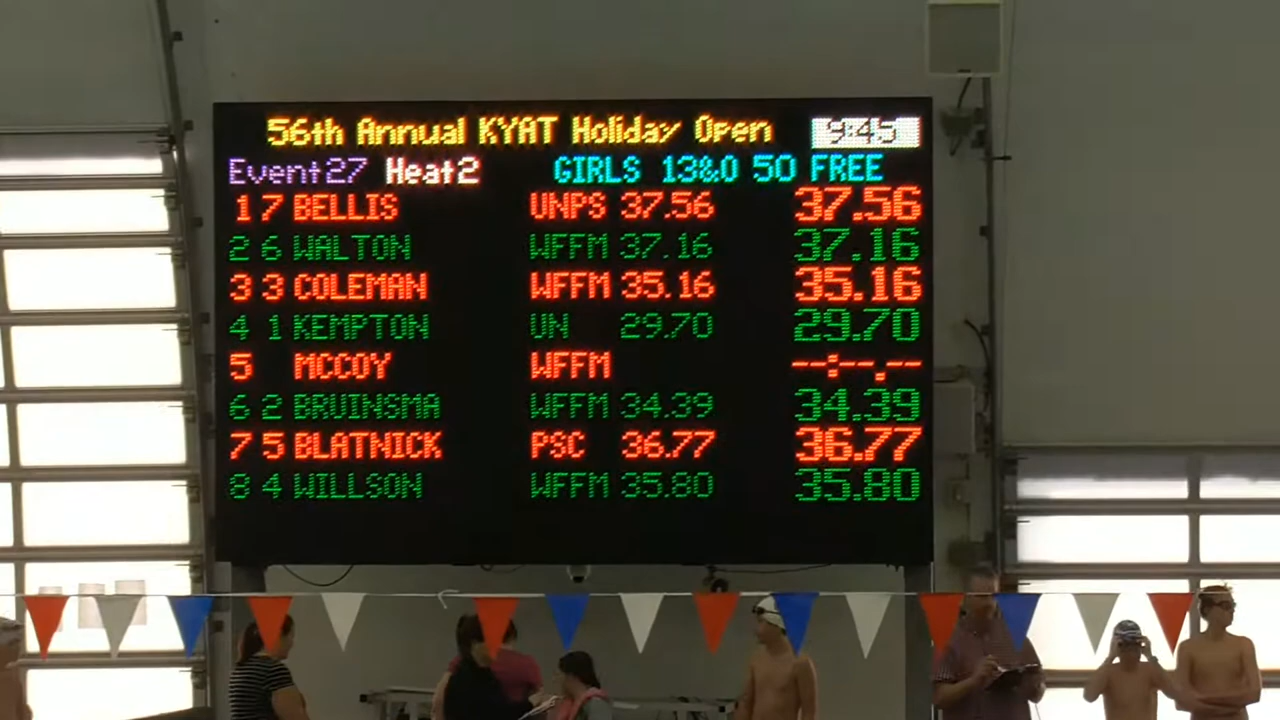 56th Annual KYAT Holiday Open 9:45
Event27 Heat2 GIRLS 13&O 50 FREE
1 7 BELLIS UNPS 37.56 37.56
2 6 WALTON WFFM 37.16 37.16
3 3 COLEMAN WFFM 35.16 35.16
4 1 KEMPTON UN 29.70 29.70
5 MCCOY WFFM --:--.--
6 2 BRUINSMA WFFM 34.39 34.39
7 5 BLATNICK PSC 36.77 36.77
8 4 WILLSON WFFM 35.80 35.80